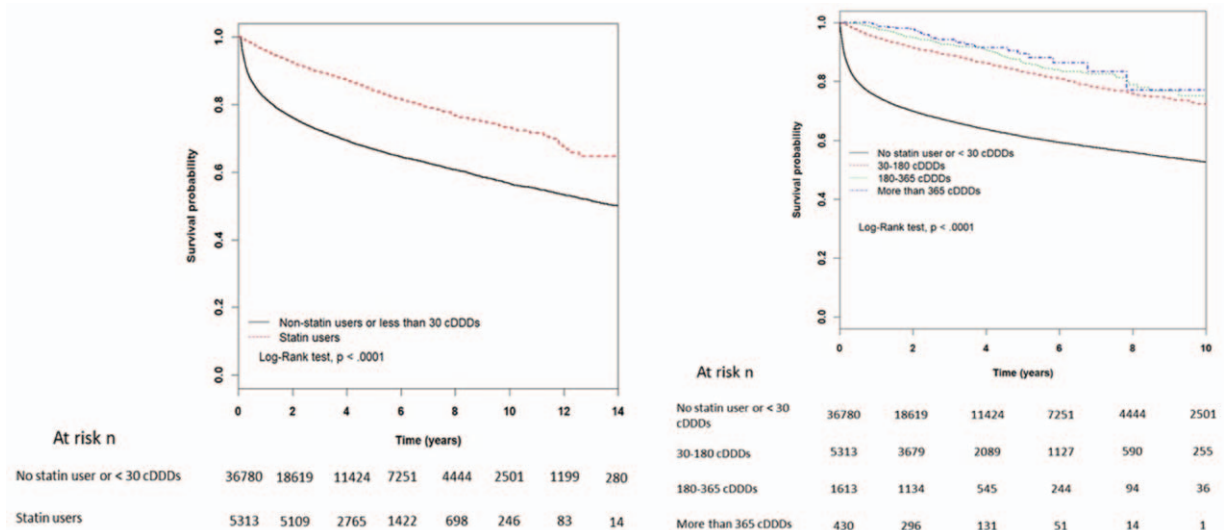 1.0
0.8
0.6
0.4
0.2
0.0
Survival probability
Non-statin users or less than 30 cDDDs
Statin users
Log-Rank test, p < .0001
0 2 4 6 8 10 12 14
Time (years)
At risk n
No statin user or < 30 cDDDs 36780 18619 11424 7251 4444 2501 1199 280
Statin users 5313 5109 2765 1422 698 246 83 14
1.0
0.8
0.6
0.4
0.2
0.0
Survival probability
No statin user or < 30 cDDDs
30-180 cDDDs
180-365 cDDDs
More than 365 cDDDs
Log-Rank test, p < .0001
0 2 4 6 8 10
Time (years)
At risk n
No statin user or < 30
cDDDs 36780 18619 11424 7251 4444 2501
30-180 cDDDs 5313 3679 2089 1127 590 255
180-365 cDDDs 1613 1134 545 244 94 36
More than 365 cDDDs 430 296 131 51 14 1